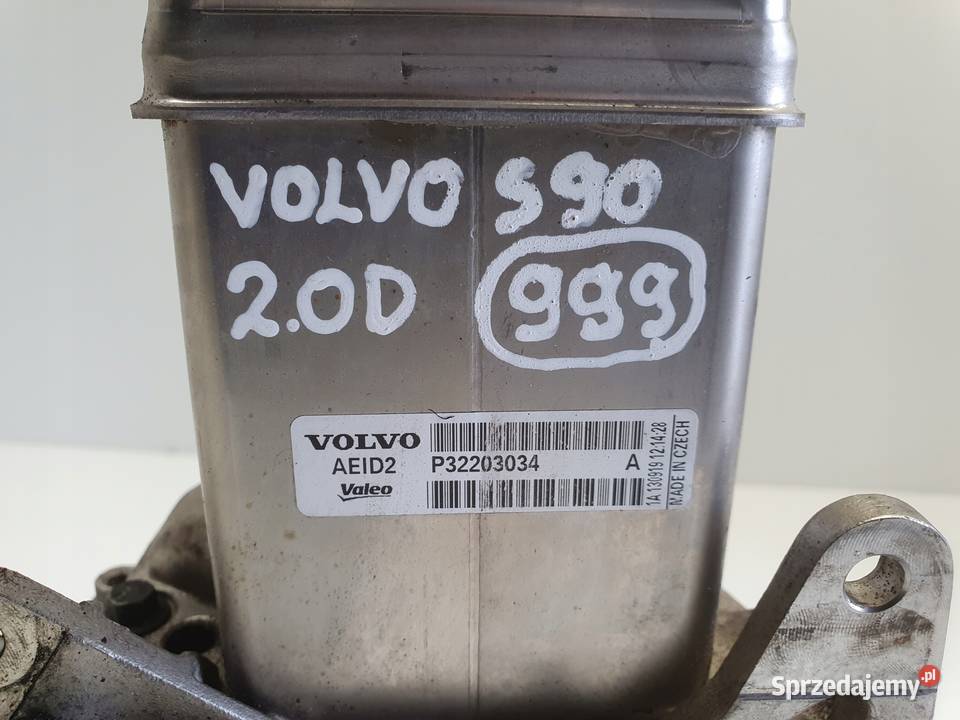 VOLVO S90
2.0D 999
VOLVO
AEID2 P32203034 A
Valeo
1A 130919 12:14:28
MADE IN CZECH
Sprzedajemy.pl